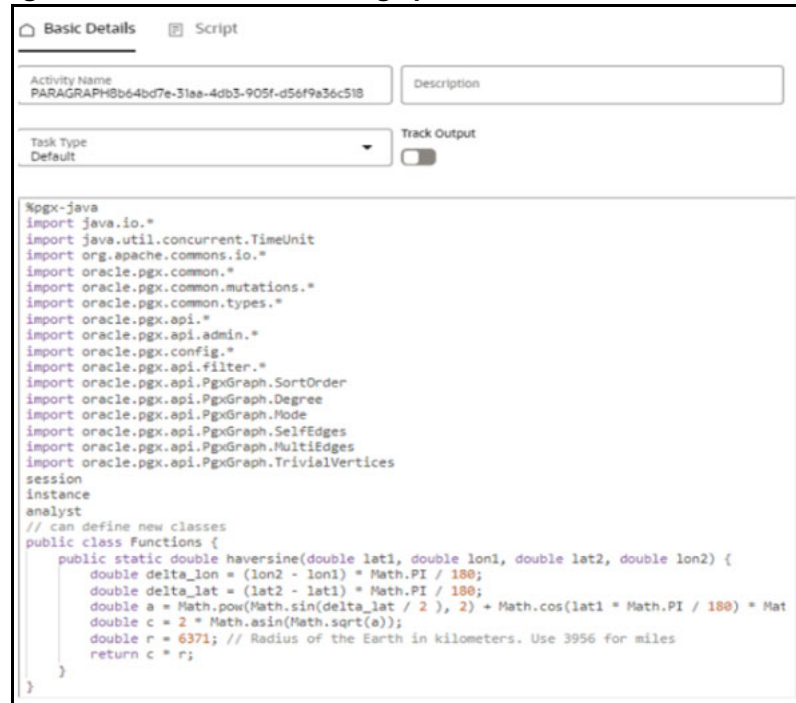 Basic Details Script
Activity Name
PARAGRAPH8b64bd7e-31aa-4db3-905f-d56f9a36c518
Description
Task Type
Default
Track Output
%pgx-java
import java.io.*
import java.util.concurrent.TimeUnit
import org.apache.commons.io.*
import oracle.pgx.common.*
import oracle.pgx.common.mutations.*
import oracle.pgx.common.types.*
import oracle.pgx.api.*
import oracle.pgx.api.admin.*
import oracle.pgx.config.*
import oracle.pgx.api.filter.*
import oracle.pgx.api.PgxGraph.SortOrder
import oracle.pgx.api.PgxGraph.Degree
import oracle.pgx.api.PgxGraph.Mode
import oracle.pgx.api.PgxGraph.SelfEdges
import oracle.pgx.api.PgxGraph.MultiEdges
import oracle.pgx.api.PgxGraph.TrivialVertices
session
instance
analyst
// can define new classes
public class Functions {
    public static double haversine(double lat1, double lon1, double lat2, double lon2) {
        double delta_lon = (lon2 - lon1) * Math.PI / 180;
        double delta_lat = (lat2 - lat1) * Math.PI / 180;
        double a = Math.pow(Math.sin(delta_lat / 2 ), 2) + Math.cos(lat1 * Math.PI / 180) * Mat
        double c = 2 * Math.asin(Math.sqrt(a));
        double r = 6371; // Radius of the Earth in kilometers. Use 3956 for miles
        return c * r;
    }
}